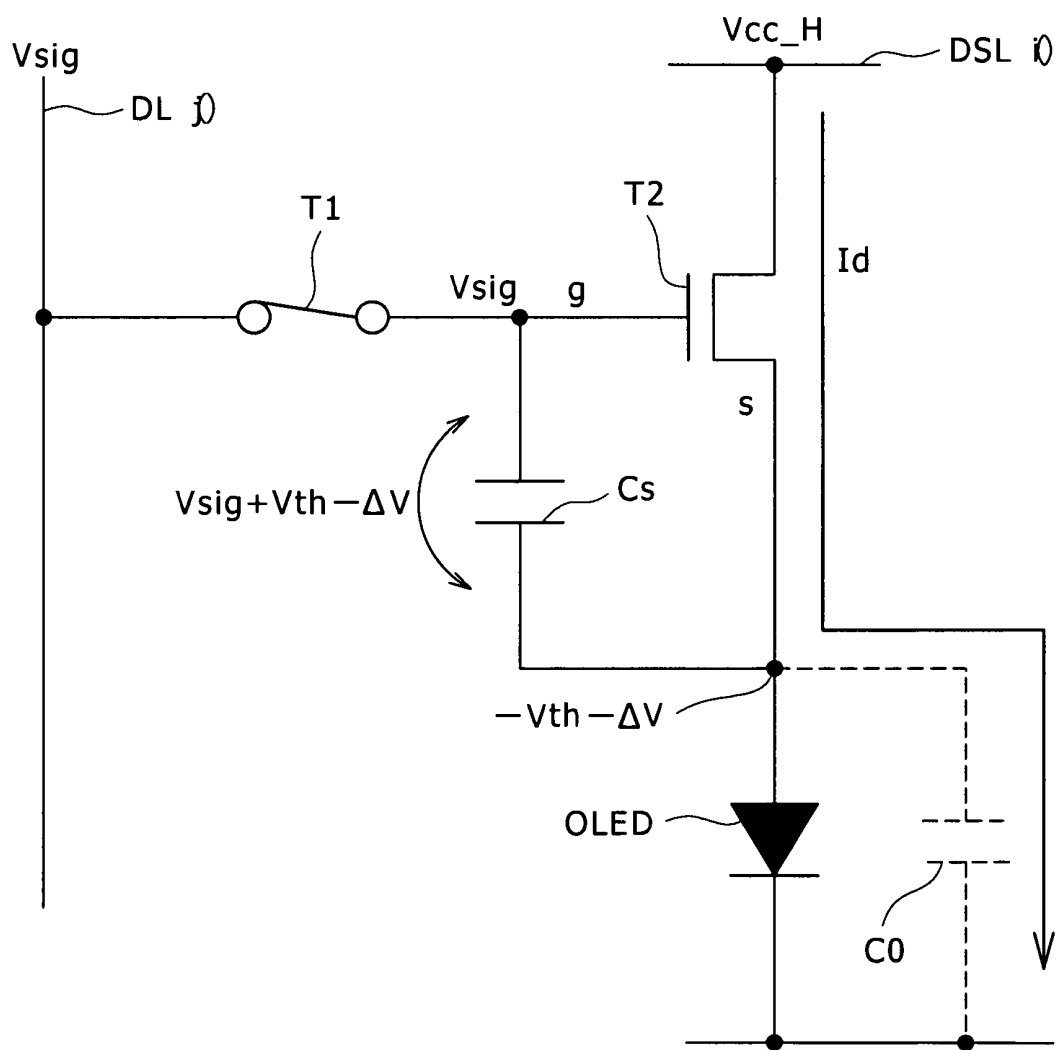 Vcc_H
Vsig
DSL i()
DL j()
T1
T2
Vsig
g
Id
s
Vsig+Vth−ΔV
Cs
−Vth−ΔV
OLED
C0